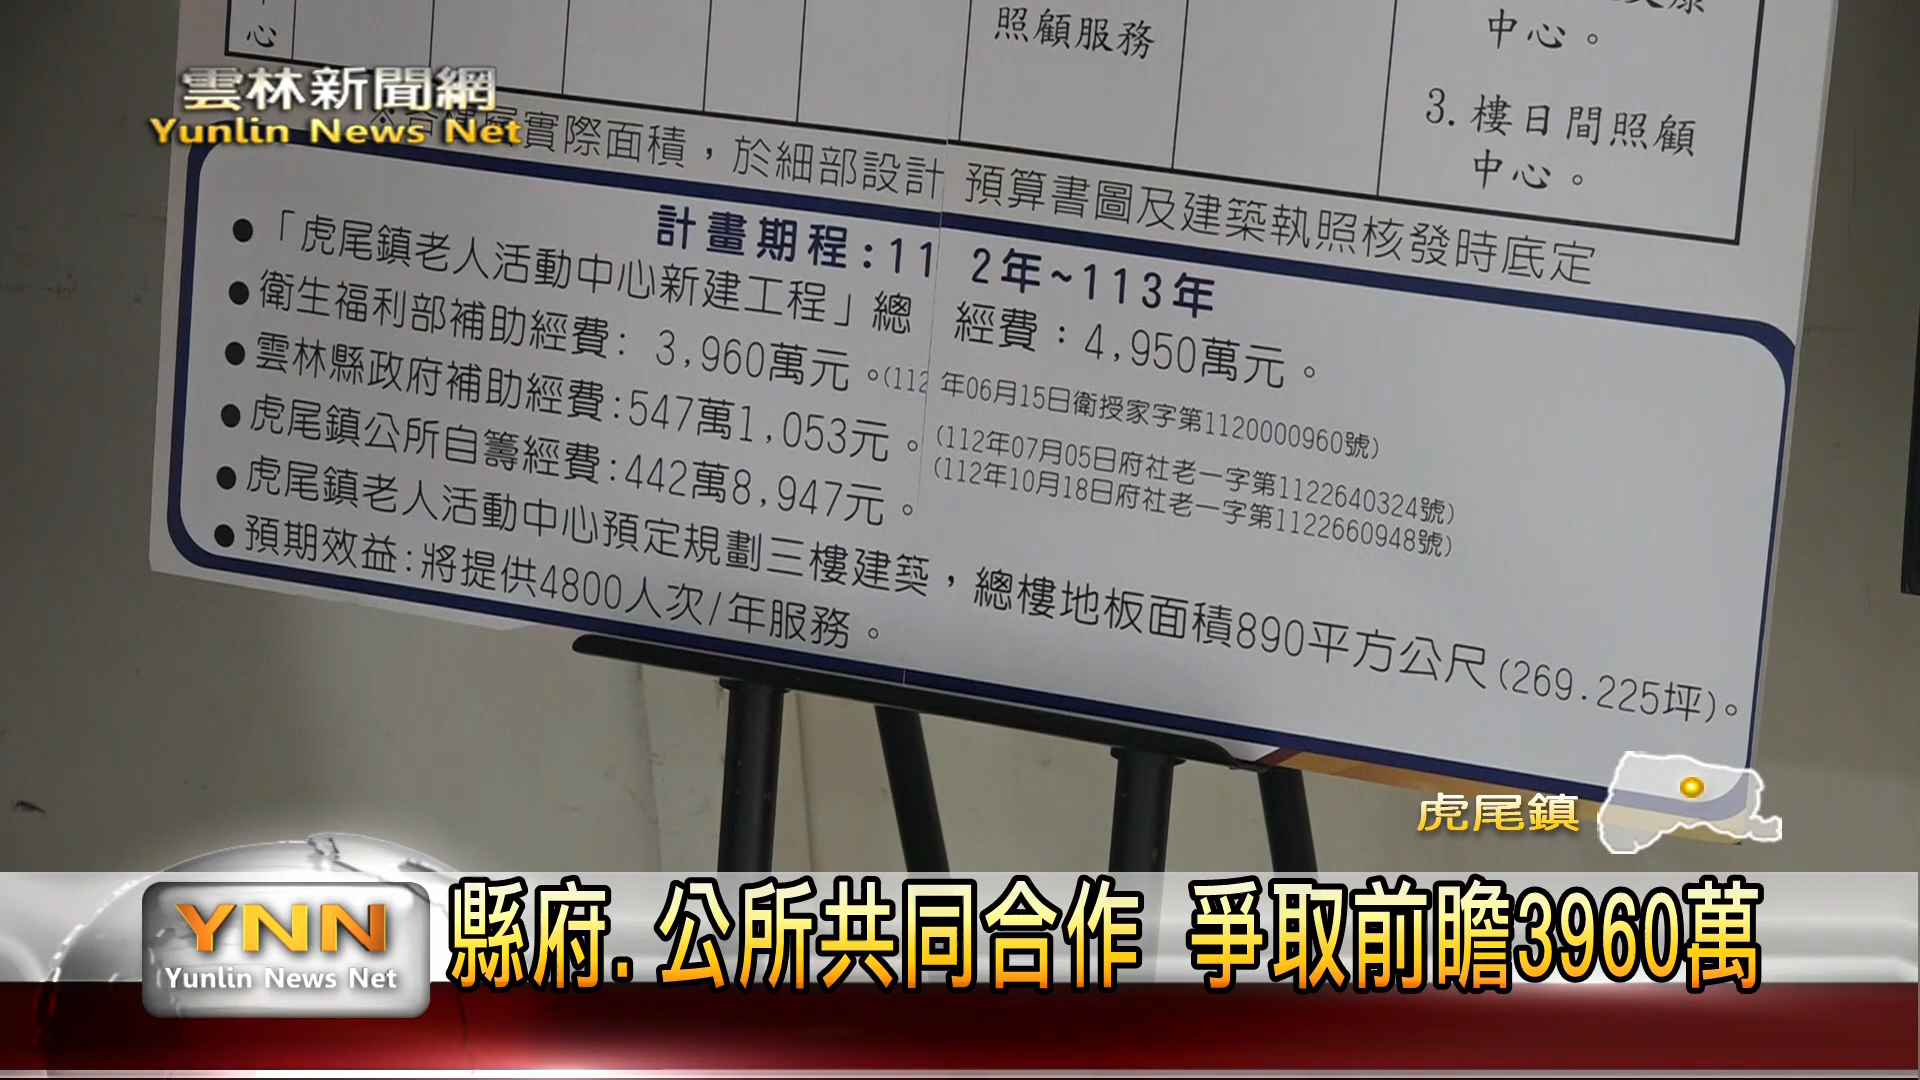 心
照顧服務
中心。
3. 樓日間照顧
中心。
雲林新聞網
Yunlin News Net
實際面積，於細部設計 預算書圖及建築執照核發時底定
計畫期程:11 2年~113年
●「虎尾鎮老人活動中心新建工程」總 經費：4,950萬元。
●衛生福利部補助經費: 3,960萬元。(112 年06月15日衛授家字第1120000960號)
●雲林縣政府補助經費:547萬1,053元。(112年07月05日府社老一字第1122640324號)
(112年10月18日府社老一字第1122660948號)
●虎尾鎮公所自籌經費:442萬8,947元。
●虎尾鎮老人活動中心預定規劃三樓建築，總樓地板面積890平方公尺(269.225坪)。
●預期效益:將提供4800人次/年服務。
虎尾鎮
YNN
Yunlin News Net
縣府.公所共同合作 爭取前瞻3960萬